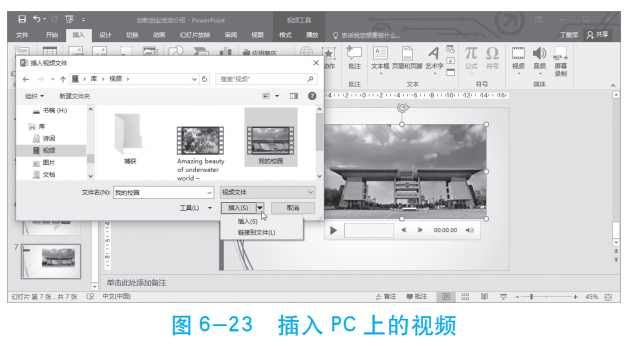 创新创业活动介绍 - PowerPoint
视频工具
文件 开始 插入 设计 切换 动画 幻灯片放映 审阅 视图 格式 播放 告诉我您想要做什么... 丁懋萍 共享
插入视频文件
应用商店
动作 批注 文本框 页眉和页脚 艺术字 公式 符号 视频 音频 屏幕录制
批注 文本 符号 媒体
库 › 视频
搜索"视频"
组织 新建文件夹
书稿 (H:)
库
诗词
视频
图片
文档
捕获
Amazing beauty of underwater world ~
我的校园
文件名(N): 我的校园 视频文件
工具(L) 插入(S) 取消
插入(S)
链接到文件(L)
00:00.00
7
单击此处添加备注
幻灯片 第 7 张，共 7 张 中文(中国) 备注 批注 45%
图 6-23 插入 PC 上的视频